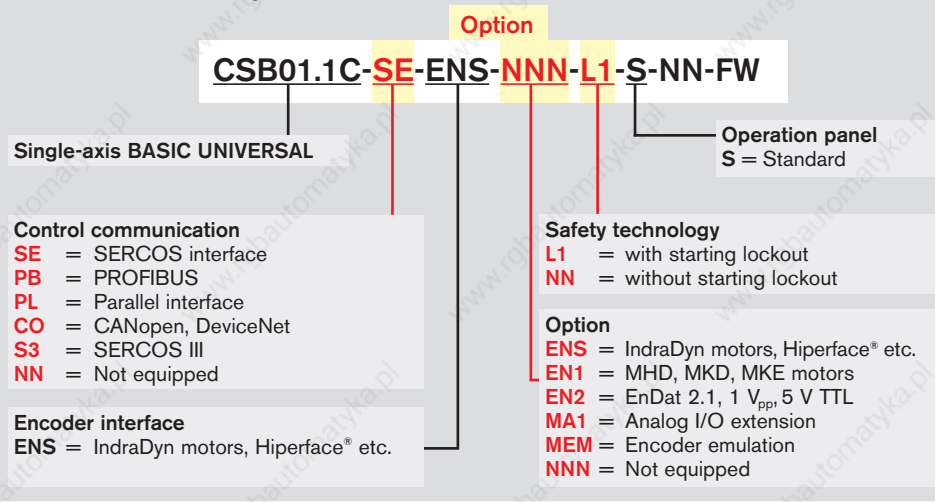 Option
CSB01.1C-SE-ENS-NNN-L1-S-NN-FW
Single-axis BASIC UNIVERSAL
Operation panel
S = Standard
Control communication
SE = SERCOS interface
PB = PROFIBUS
PL = Parallel interface
CO = CANopen, DeviceNet
S3 = SERCOS III
NN = Not equipped
Encoder interface
ENS = IndraDyn motors, Hiperface® etc.
Safety technology
L1 = with starting lockout
NN = without starting lockout
Option
ENS = IndraDyn motors, Hiperface® etc.
EN1 = MHD, MKD, MKE motors
EN2 = EnDat 2.1, 1 Vpp, 5 V TTL
MA1 = Analog I/O extension
MEM = Encoder emulation
NNN = Not equipped
www.rgbautomatyka.pl